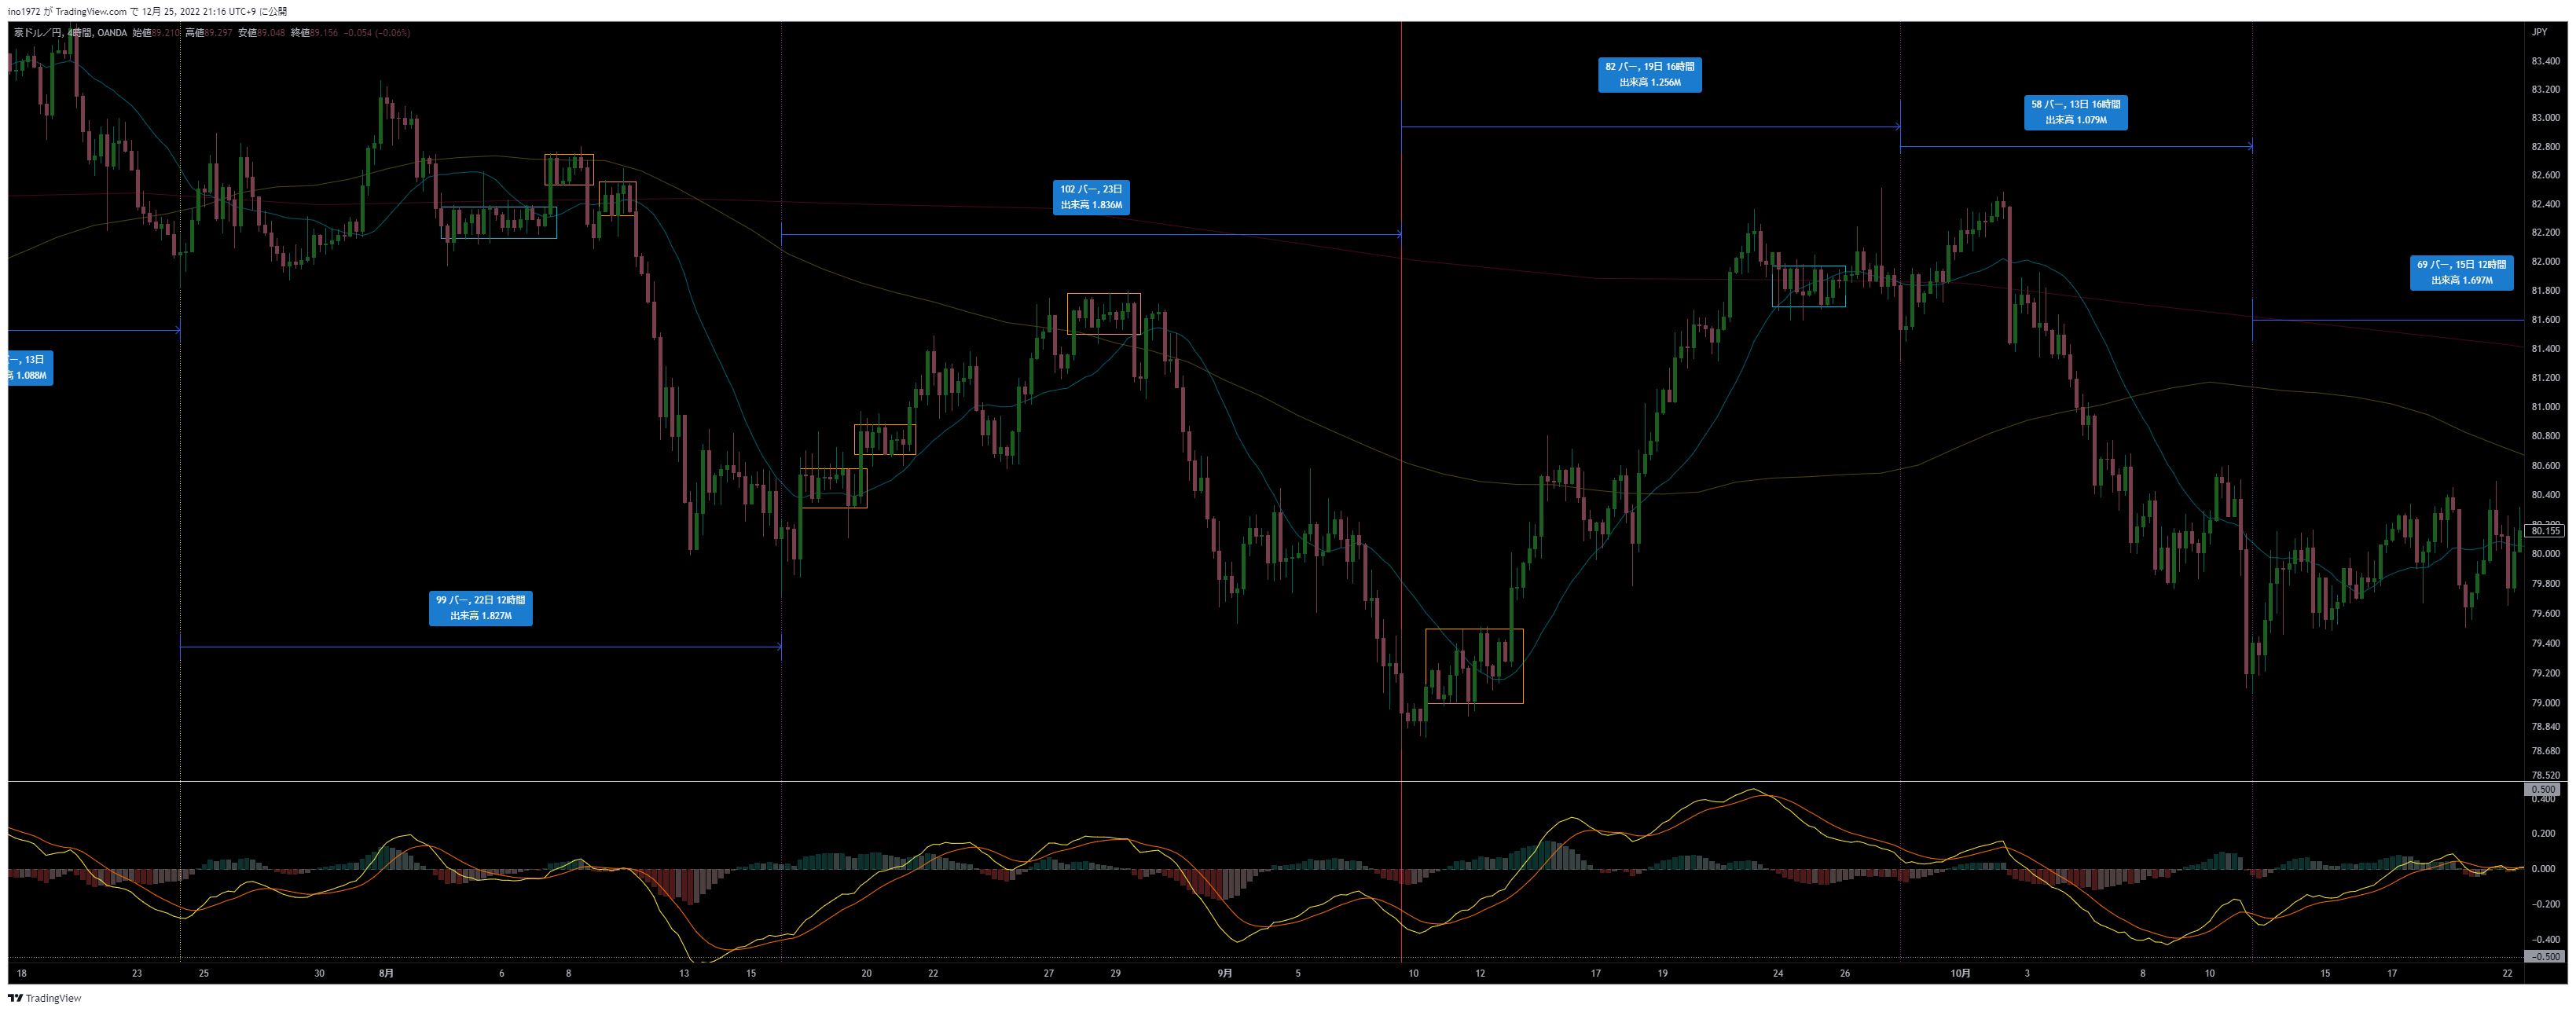 ino1972 が TradingView.com で 12月 25, 2022 21:16 UTC+9 に公開
豪ドル／円, 4時間, OANDA 始値89.210 高値89.297 安値89.048 終値89.156 −0.054 (−0.06%)
JPY
83.400
83.200
83.000
82.800
82.600
82.400
82.200
82.000
81.800
81.600
81.400
81.200
81.000
80.800
80.600
80.400
80.200
80.155
80.000
79.800
79.600
79.400
79.200
79.000
78.840
78.680
78.520
82 バー, 19日 16時間
出来高 1.256M
58 バー, 13日 16時間
出来高 1.079M
102 バー, 23日
出来高 1.836M
69 バー, 15日 12時間
出来高 1.697M
バー, 13日
高 1.088M
99 バー, 22日 12時間
出来高 1.827M
0.500
0.400
0.200
0.000
−0.200
−0.400
−0.500
18 23 25 30 8月 6 8 13 15 20 22 27 29 9月 5 10 12 17 19 24 26 10月 3 8 10 15 17 22
TradingView